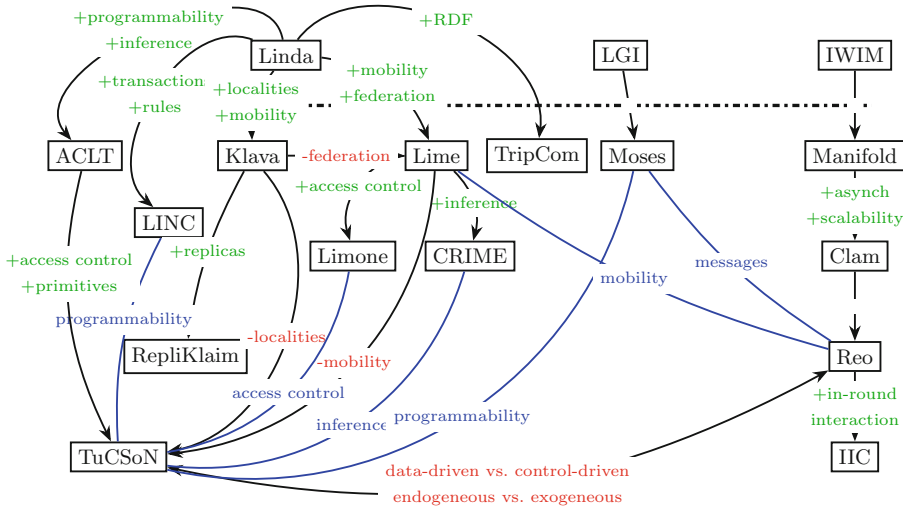 +programmability
+RDF
+inference
Linda
LGI
IWIM
+transaction
+mobility
+localities
+federation
+rules
+mobility
ACLT
Klava
-federation
Lime
TripCom
Moses
Manifold
+access control
+asynch
+inference
LINC
+scalability
+replicas
Limone
CRIME
Clam
+access control
messages
mobility
+primitives
programmability
-localities
RepliKlaim
-mobility
Reo
access control
+in-round
programmability
inference
interaction
TuCSoN
IIC
data-driven vs. control-driven
endogeneous vs. exogeneous